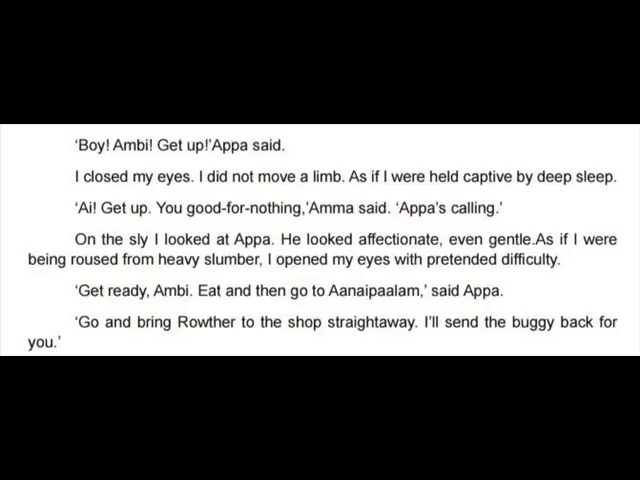 ‘Boy! Ambi! Get up!’Appa said.
I closed my eyes. I did not move a limb. As if I were held captive by deep sleep.
‘Ai! Get up. You good-for-nothing,’Amma said. ‘Appa’s calling.’
On the sly I looked at Appa. He looked affectionate, even gentle.As if I were
being roused from heavy slumber, I opened my eyes with pretended difficulty.
‘Get ready, Ambi. Eat and then go to Aanaipaalam,’ said Appa.
‘Go and bring Rowther to the shop straightaway. I’ll send the buggy back for
you.’